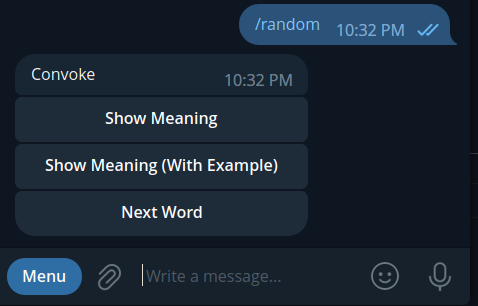 /random 10:32 PM
Convoke 10:32 PM
Show Meaning
Show Meaning (With Example)
Next Word
Menu Write a message...